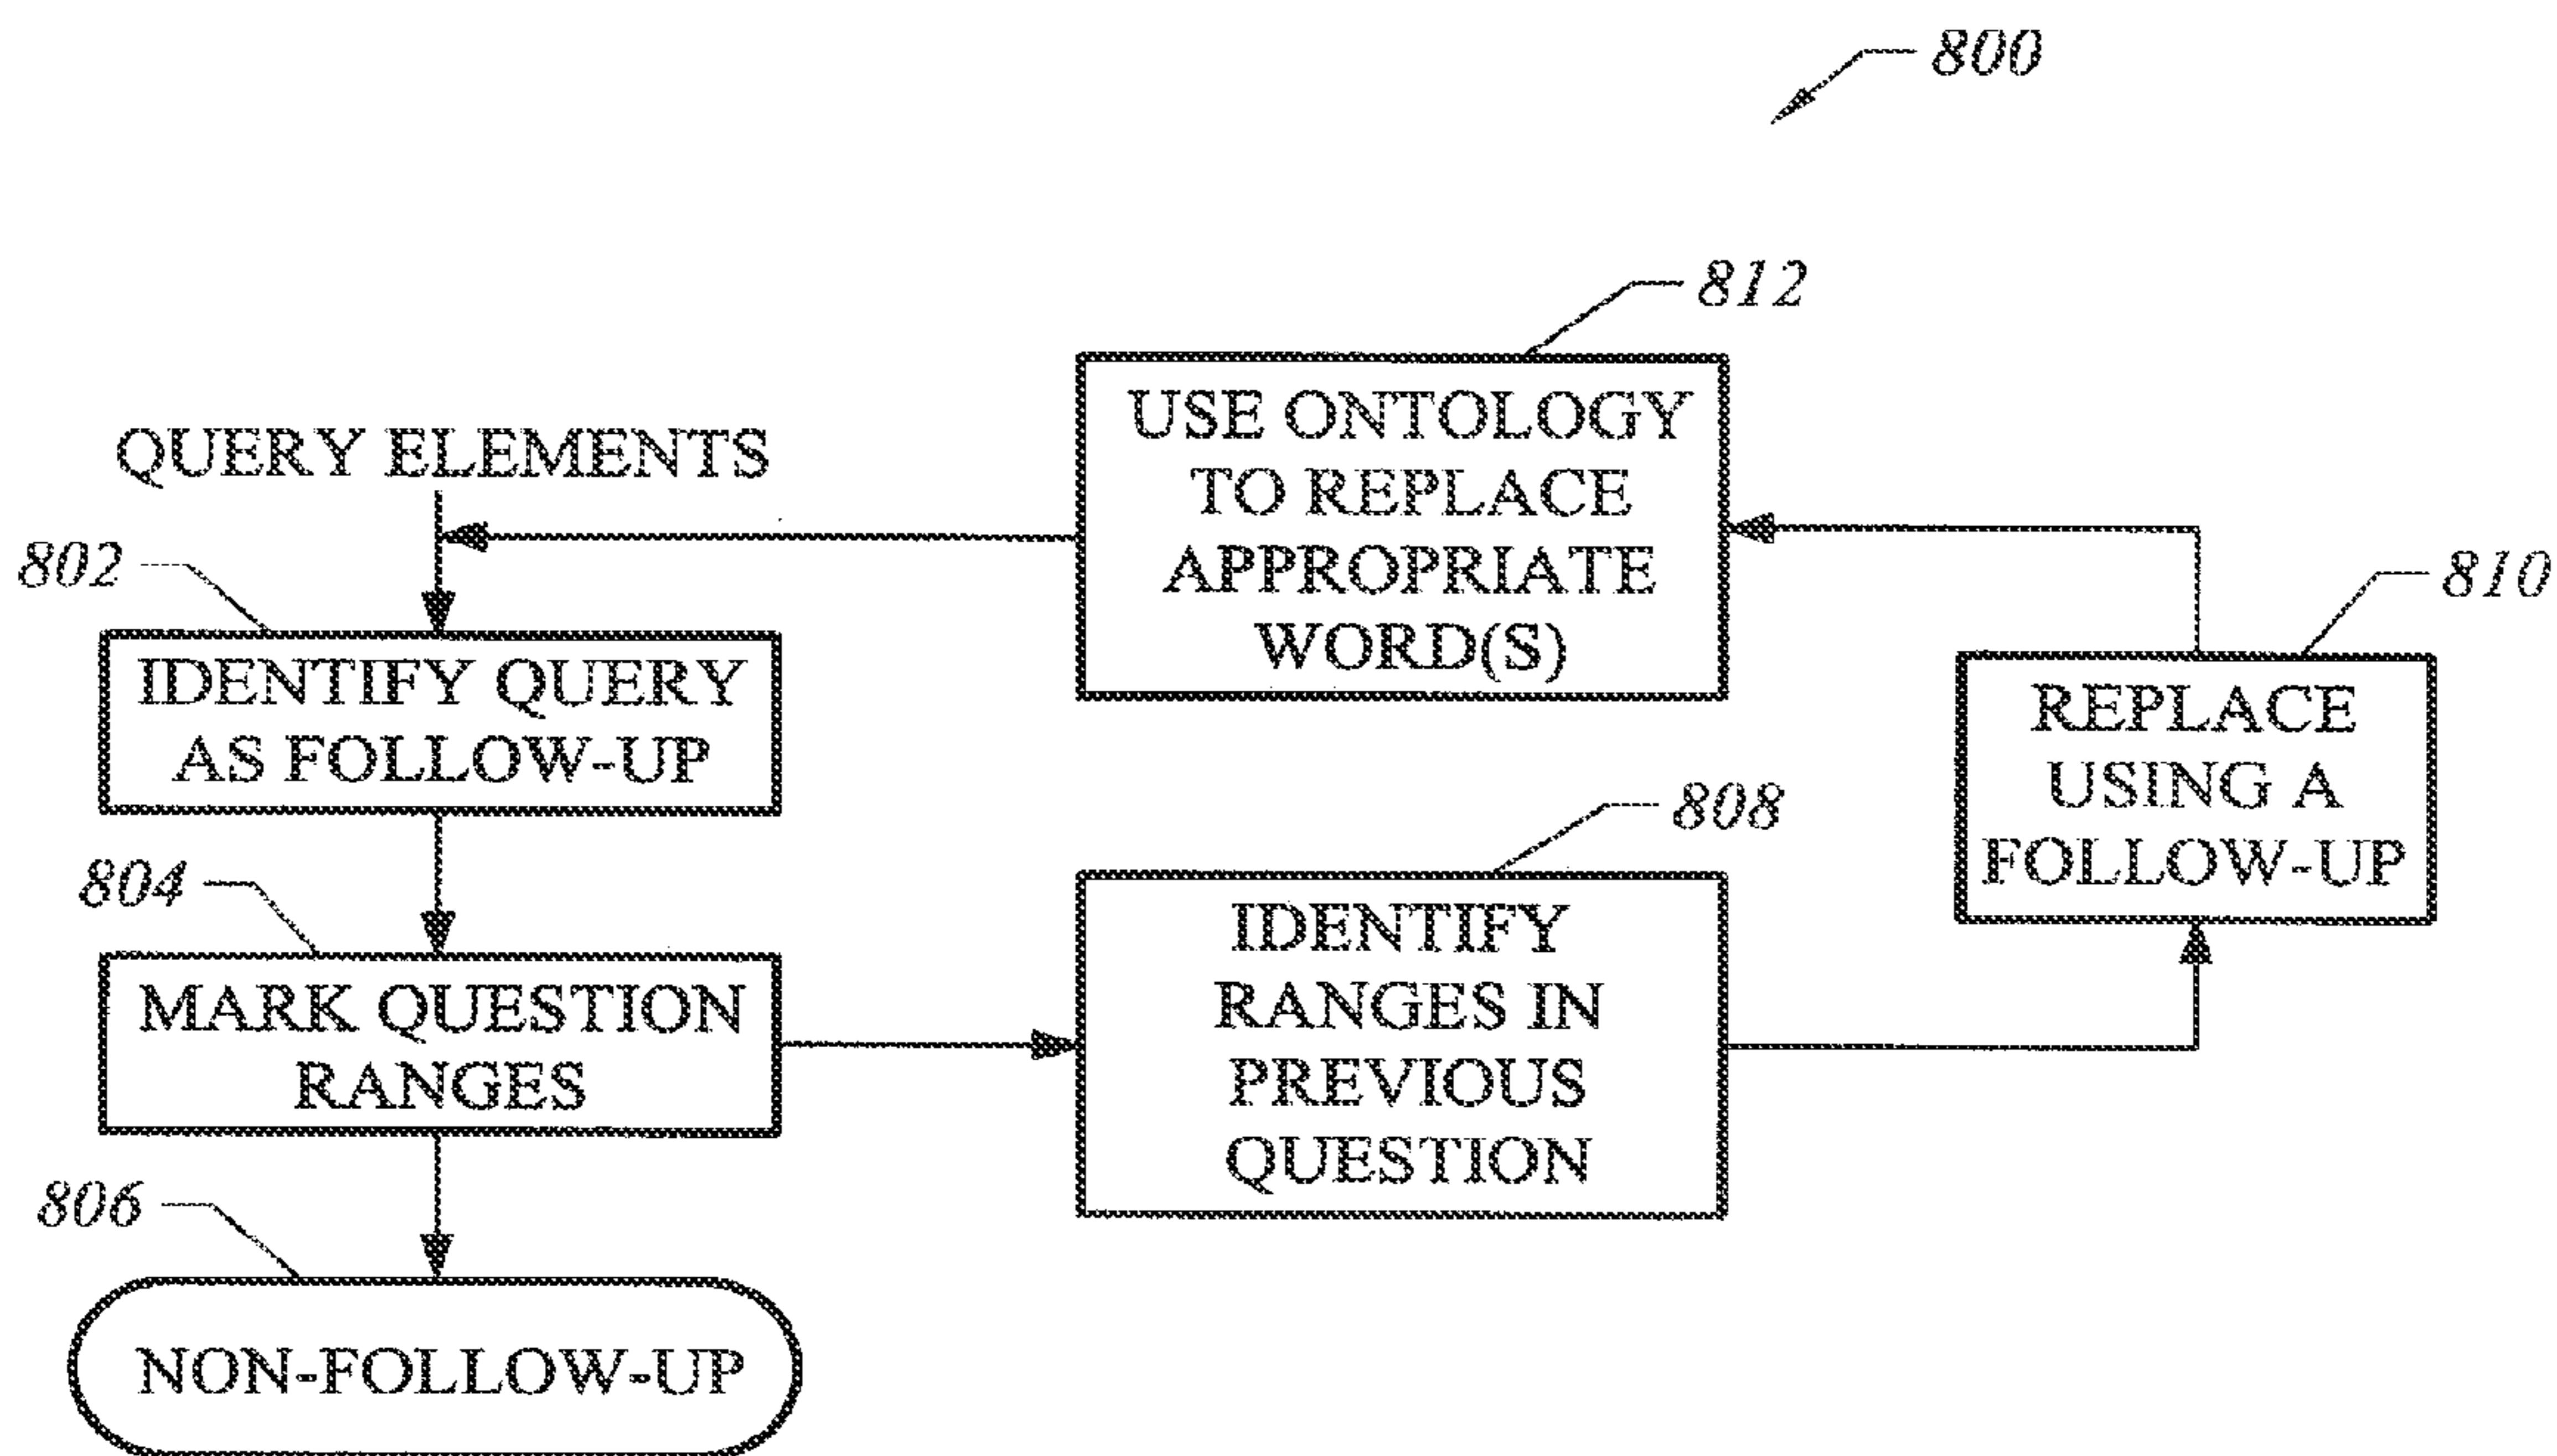 800
812
USE ONTOLOGY
TO REPLACE
APPROPRIATE
WORD(S)
QUERY ELEMENTS
802
IDENTIFY QUERY
AS FOLLOW-UP
810
REPLACE
USING A
FOLLOW-UP
804
MARK QUESTION
RANGES
808
IDENTIFY
RANGES IN
PREVIOUS
QUESTION
806
NON-FOLLOW-UP